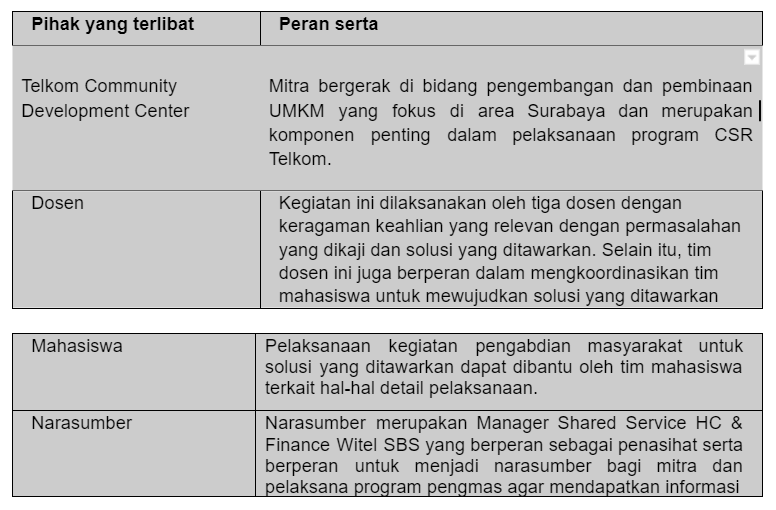 Pihak yang terlibat Peran serta
Telkom Community Mitra bergerak di bidang pengembangan dan pembinaan
Development Center UMKM yang fokus di area Surabaya dan merupakan
komponen penting dalam pelaksanaan program CSR
Telkom.
Dosen Kegiatan ini dilaksanakan oleh tiga dosen dengan
keragaman keahlian yang relevan dengan permasalahan
yang dikaji dan solusi yang ditawarkan. Selain itu, tim
dosen ini juga berperan dalam mengkoordinasikan tim
mahasiswa untuk mewujudkan solusi yang ditawarkan
Mahasiswa Pelaksanaan kegiatan pengabdian masyarakat untuk
solusi yang ditawarkan dapat dibantu oleh tim mahasiswa
terkait hal-hal detail pelaksanaan.
Narasumber Narasumber merupakan Manager Shared Service HC &
Finance Witel SBS yang berperan sebagai penasihat serta
berperan untuk menjadi narasumber bagi mitra dan
pelaksana program pengmas agar mendapatkan informasi